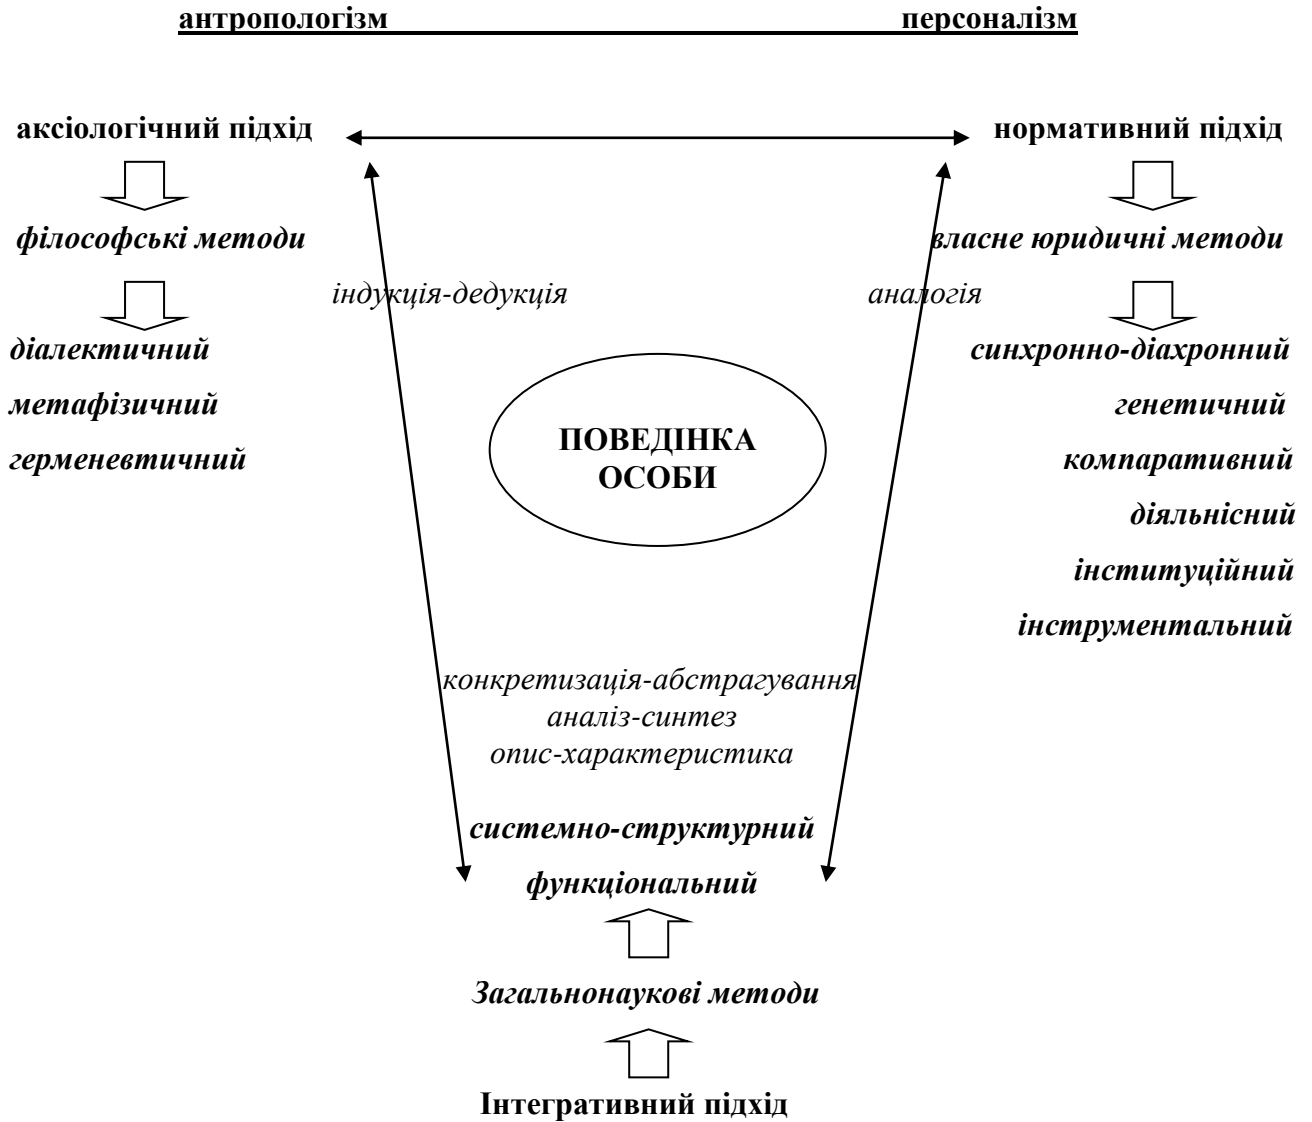 антропологізм персоналізм
аксіологічний підхід нормативний підхід
філософські методи власне юридичні методи
індукція-дедукція аналогія
діалектичний синхронно-діахронний
метафізичний генетичний
герменевтичний компаративний
ПОВЕДІНКА
ОСОБИ
діяльнісний
інституційний
інструментальний
конкретизація-абстрагування
аналіз-синтез
опис-характеристика
системно-структурний
функціональний
Загальнонаукові методи
Інтегративний підхід